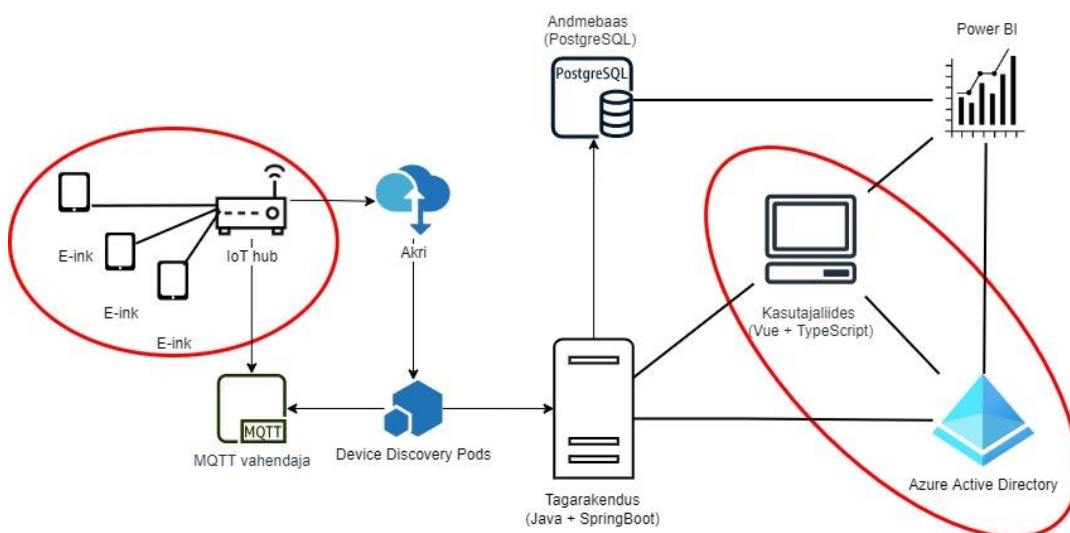 Andmebaas
(PostgreSQL)
PostgreSQL
Power BI
E-ink
IoT hub
Akri
E-ink
E-ink
Kasutajaliides
(Vue + TypeScript)
MQTT
MQTT vahendaja
Device Discovery Pods
Tagarakendus
(Java + SpringBoot)
Azure Active Directory